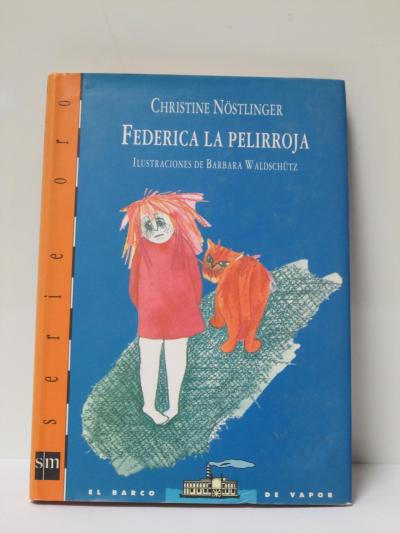 CHRISTINE NÖSTLINGER
FEDERICA LA PELIRROJA
ILUSTRACIONES DE BARBARA WALDSCHÜTZ
serie oro
sm
EL BARCO DE VAPOR